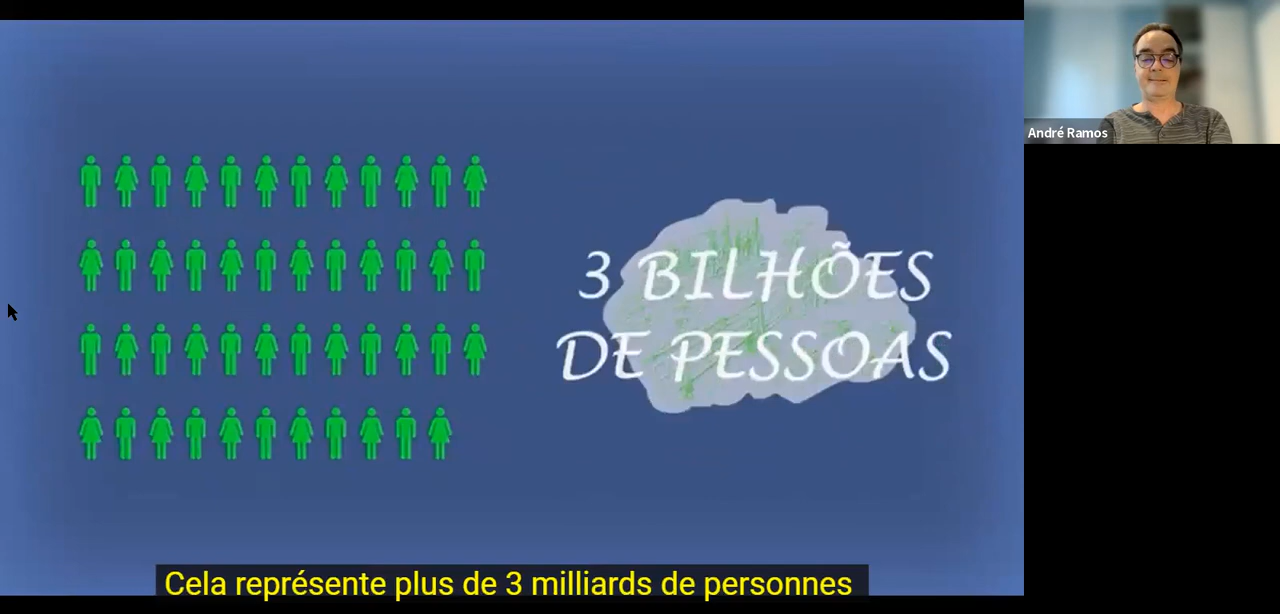 3 BILHÕES
DE PESSOAS
Cela représente plus de 3 milliards de personnes
André Ramos